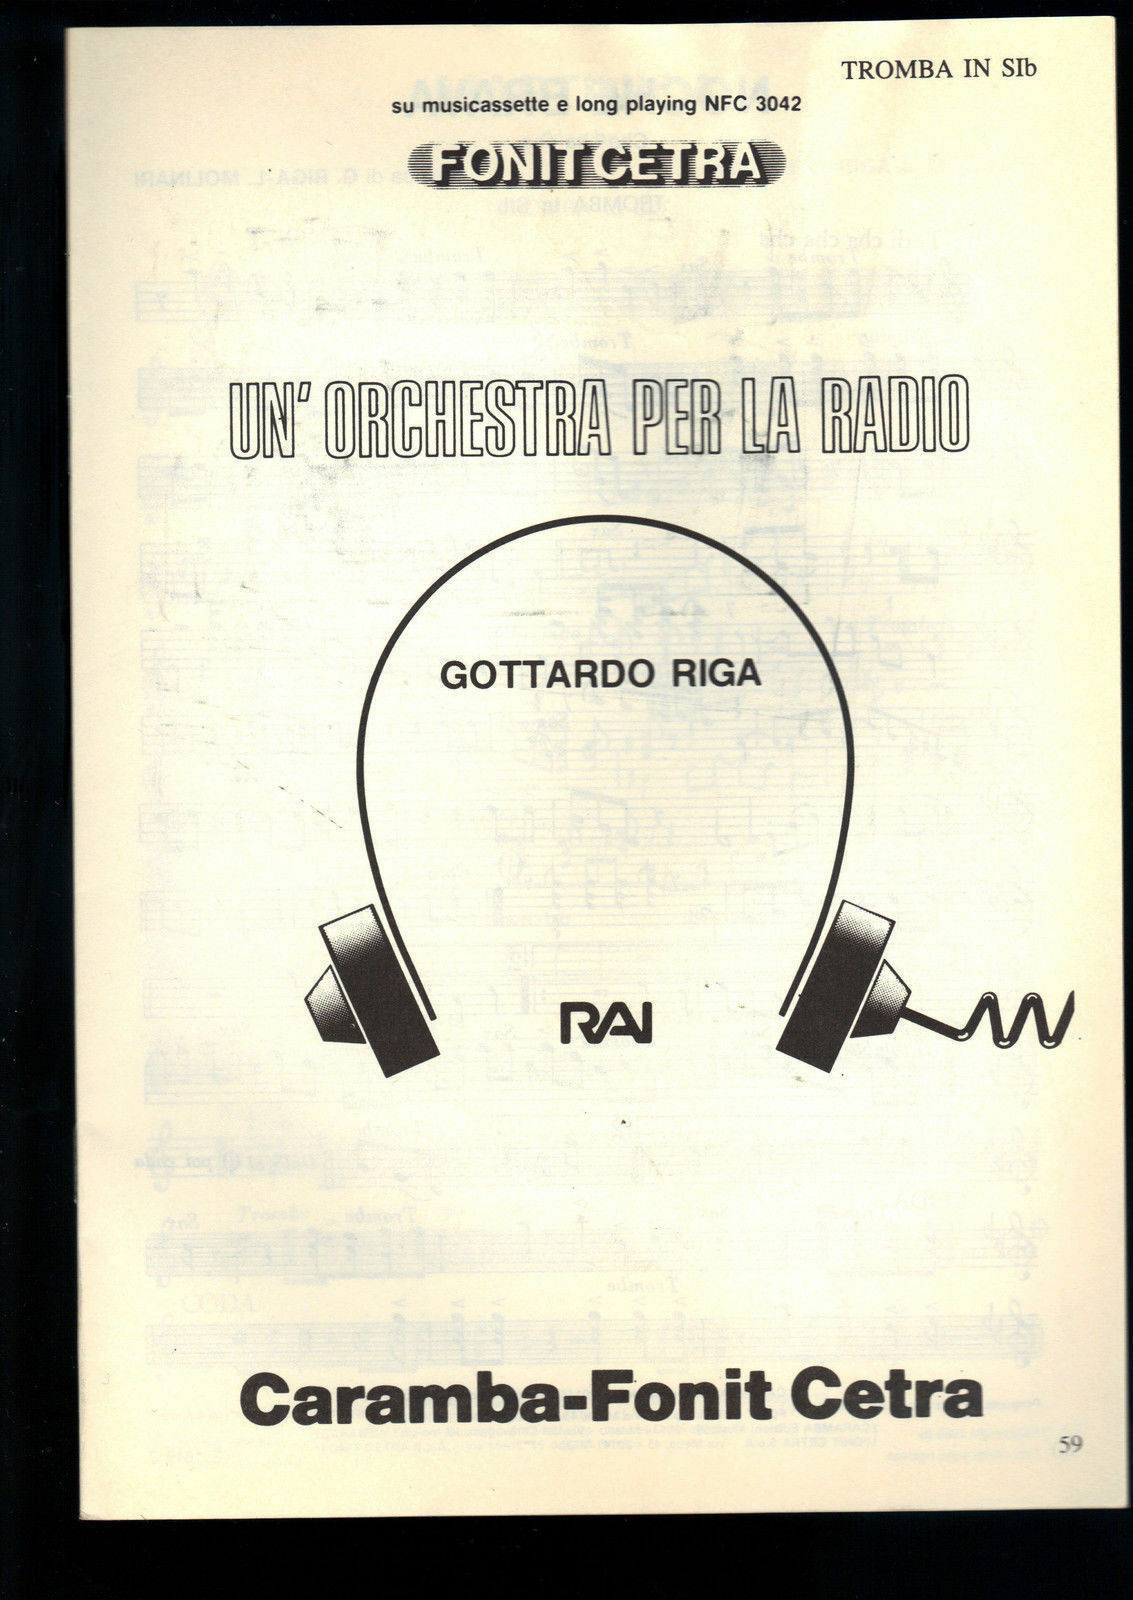 TROMBA IN SIb
su musicassette e long playing NFC 3042
FONIT CETRA
UN' ORCHESTRA PER LA RADIO
GOTTARDO RIGA
RAI
Caramba-Fonit Cetra
59